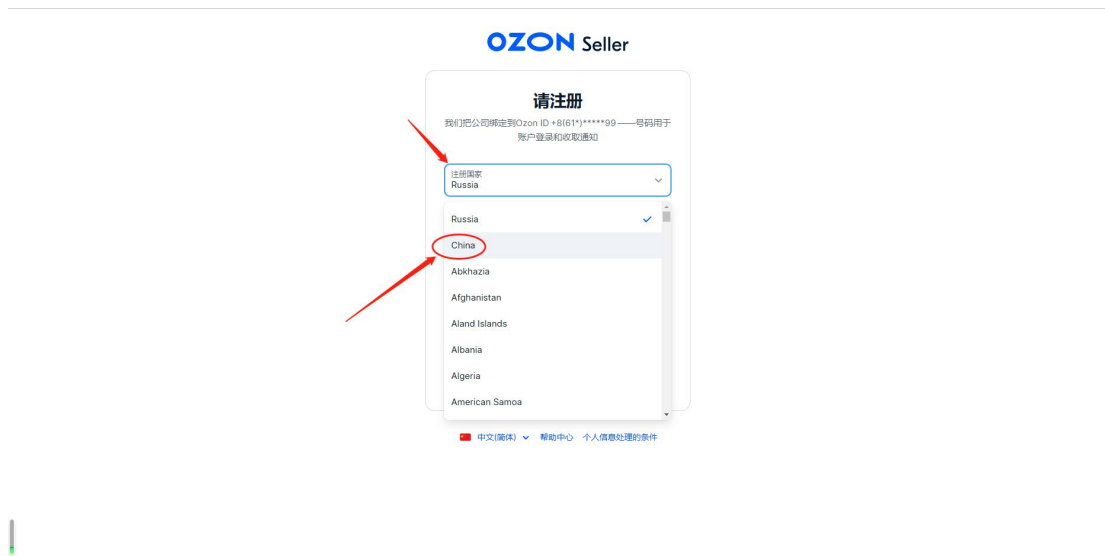 OZON Seller
请注册
我们把公司绑定到Ozon ID +8(61*)*****99 ——号码用于
账户登录和收取通知
注册国家
Russia
Russia
China
Abkhazia
Afghanistan
Aland Islands
Albania
Algeria
American Samoa
中文(简体) 帮助中心 个人信息处理的条件